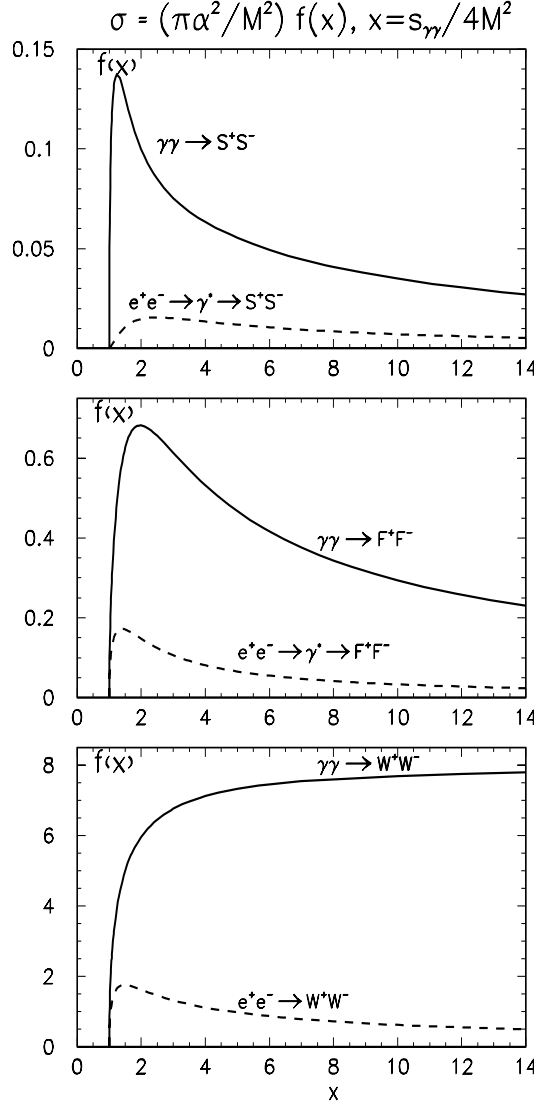 σ = (πα²/M²) f(x), x=s_γγ/4M²
0.15
f(x)
γγ → S⁺S⁻
0.1
0.05
e⁺e⁻→γ*→S⁺S⁻
0
0 2 4 6 8 10 12 14
f(x)
0.6
γγ → F⁺F⁻
0.4
0.2
e⁺e⁻→γ*→F⁺F⁻
0
0 2 4 6 8 10 12 14
f(x)
γγ → W⁺W⁻
8
6
4
2
e⁺e⁻→W⁺W⁻
0
0 2 4 6 8 10 12 14
x